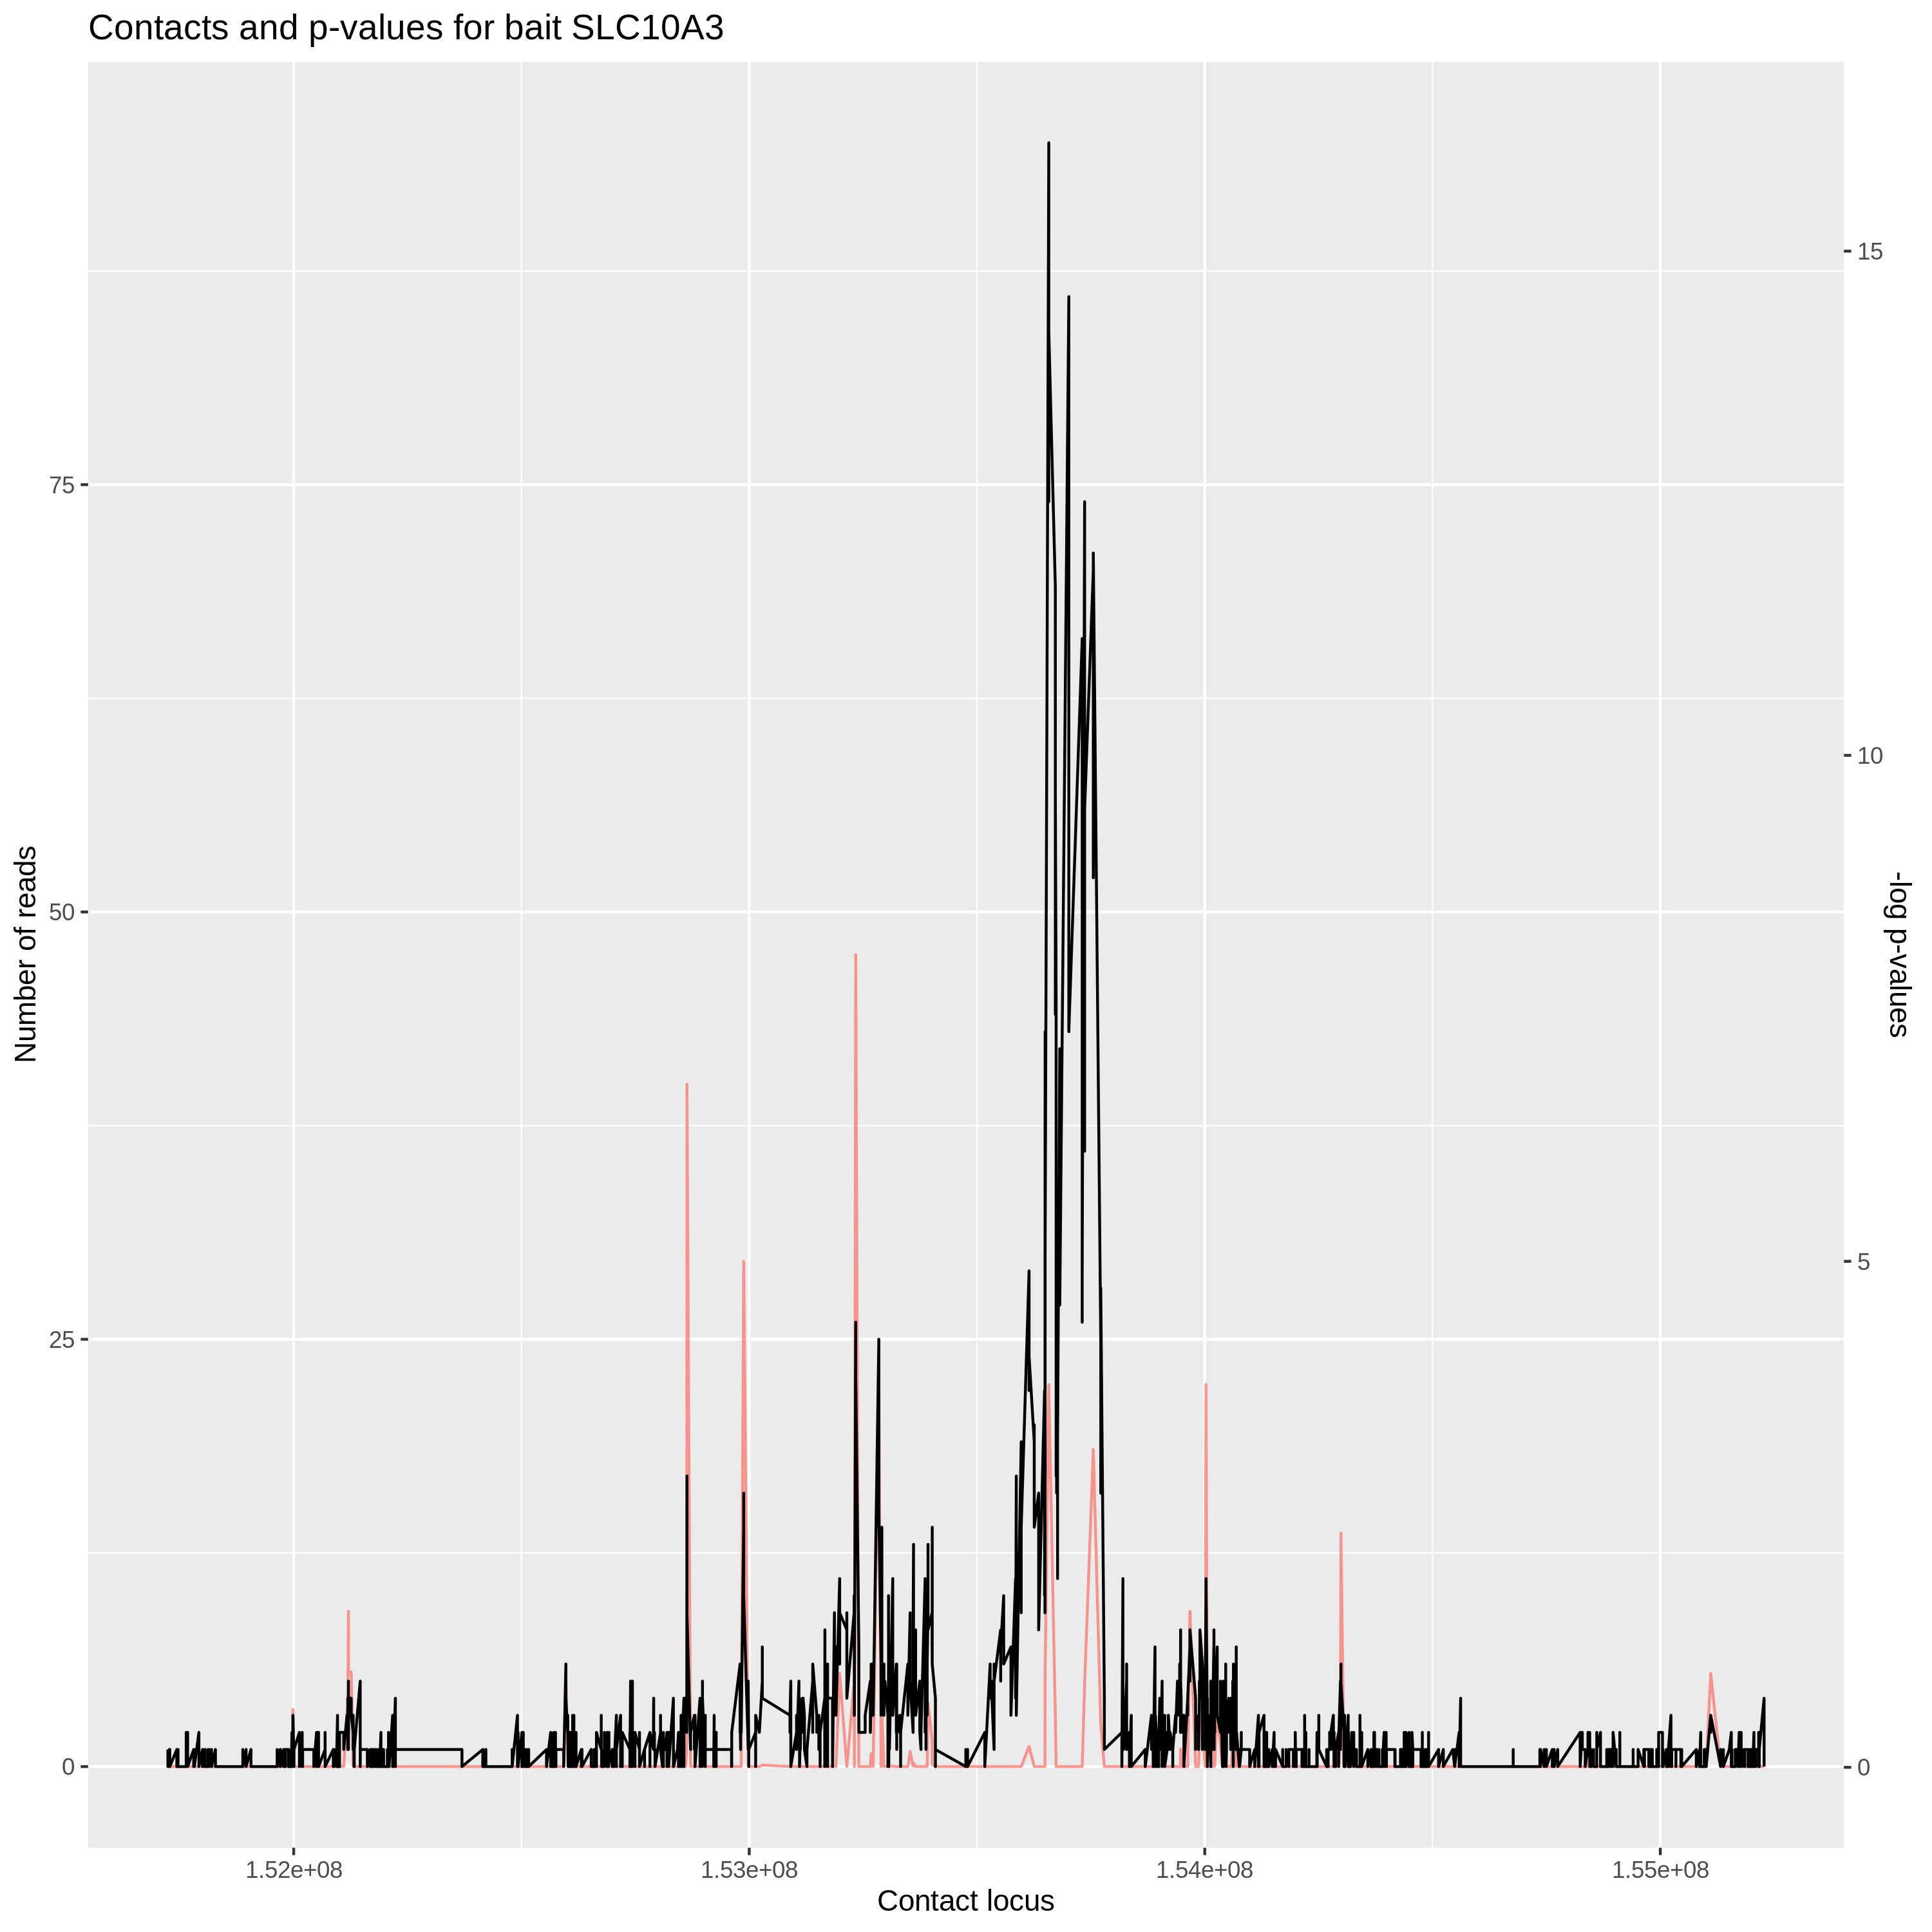 Contacts and p-values for bait SLC10A3
Number of reads
75
50
25
0
15
10
5
0
-log p-values
1.52e+08
1.53e+08
1.54e+08
1.55e+08
Contact locus